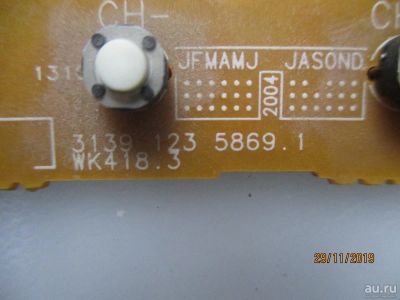 CH-
JFMAMJ
JASOND
2004
3139 123 5869.1
WK418.3
29/11/2019
au.ru